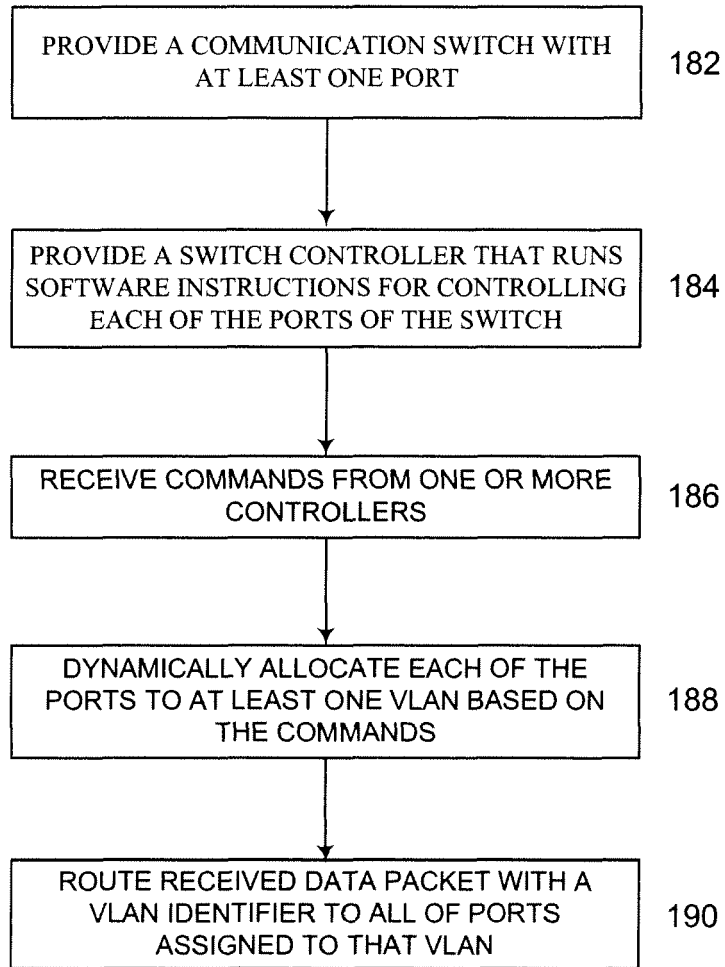 PROVIDE A COMMUNICATION SWITCH WITH
AT LEAST ONE PORT
182
PROVIDE A SWITCH CONTROLLER THAT RUNS
SOFTWARE INSTRUCTIONS FOR CONTROLLING
EACH OF THE PORTS OF THE SWITCH
184
RECEIVE COMMANDS FROM ONE OR MORE
CONTROLLERS
186
DYNAMICALLY ALLOCATE EACH OF THE
PORTS TO AT LEAST ONE VLAN BASED ON
THE COMMANDS
188
ROUTE RECEIVED DATA PACKET WITH A
VLAN IDENTIFIER TO ALL OF PORTS
ASSIGNED TO THAT VLAN
190